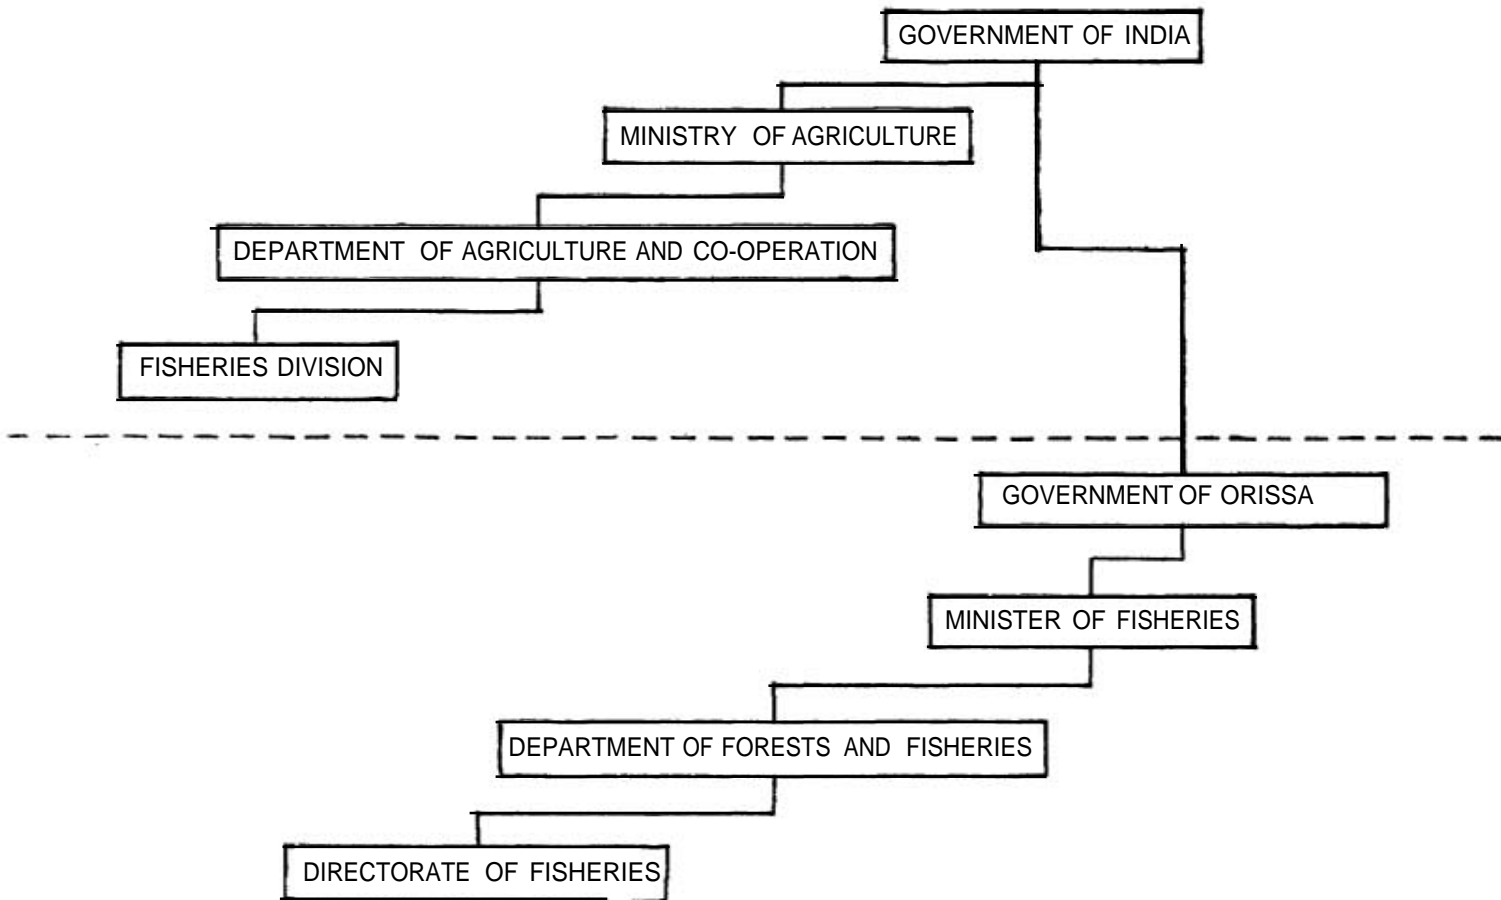 GOVERNMENT OF INDIA
MINISTRY OF AGRICULTURE
DEPARTMENT OF AGRICULTURE AND CO-OPERATION
FISHERIES DIVISION
GOVERNMENT OF ORISSA
MINISTER OF FISHERIES
DEPARTMENT OF FORESTS AND FISHERIES
DIRECTORATE OF FISHERIES